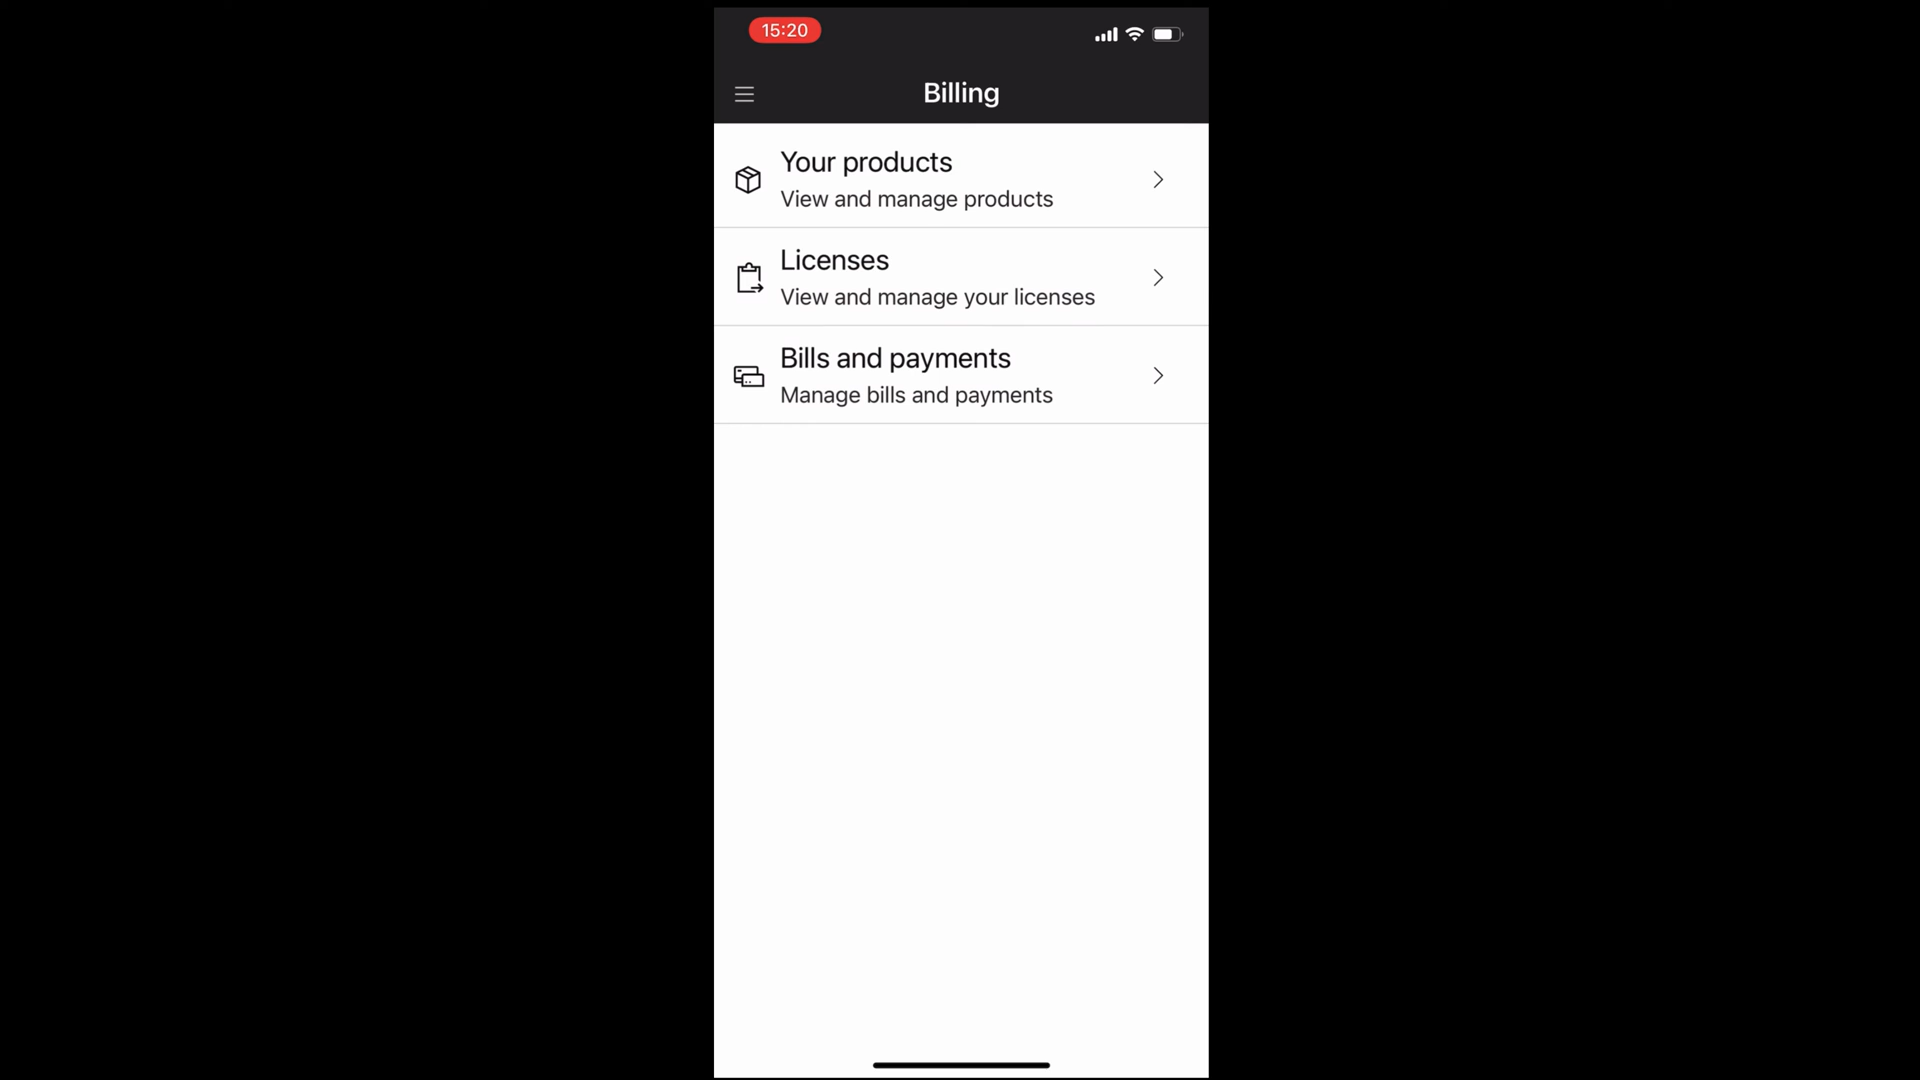 15:20
Billing
Your products
View and manage products
Licenses
View and manage your licenses
Bills and payments
Manage bills and payments